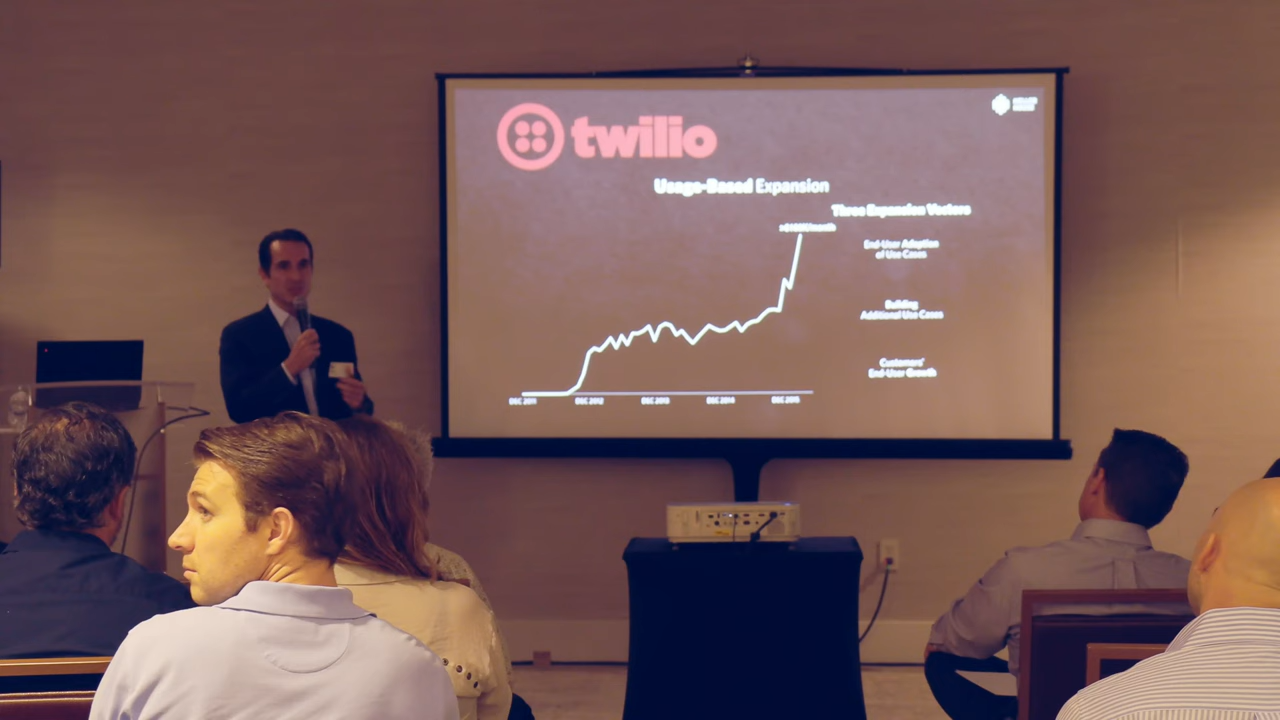 twilio
Usage-Based Expansion
Three Expansion Vectors
End-User Adoption
of Use Cases
Building
Additional Use Cases
Customers'
End-User Growth
DEC 2011 DEC 2012 DEC 2013 DEC 2014 DEC 2015